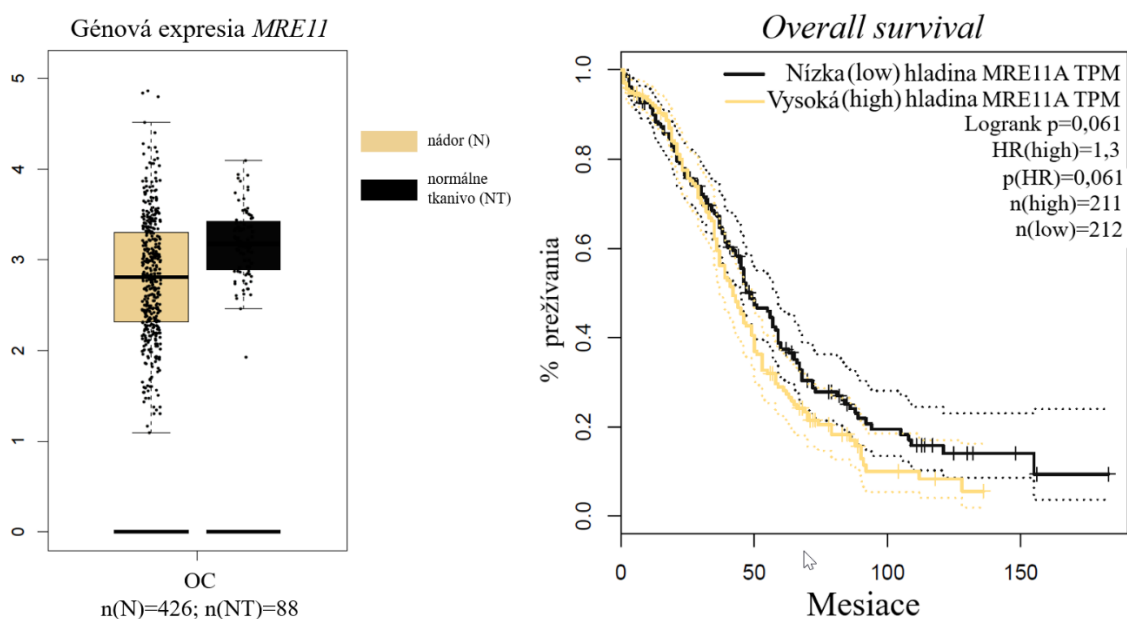 Génová expresia MRE11
5
4
3
2
1
0
nádor (N)
normálne
tkanivo (NT)
OC
n(N)=426; n(NT)=88
Overall survival
Nízka (low) hladina MRE11A TPM
Vysoká (high) hladina MRE11A TPM
Logrank p=0,061
HR(high)=1,3
p(HR)=0,061
n(high)=211
n(low)=212
% prežívania
1.0
0.8
0.6
0.4
0.2
0.0
0 50 100 150
Mesiace